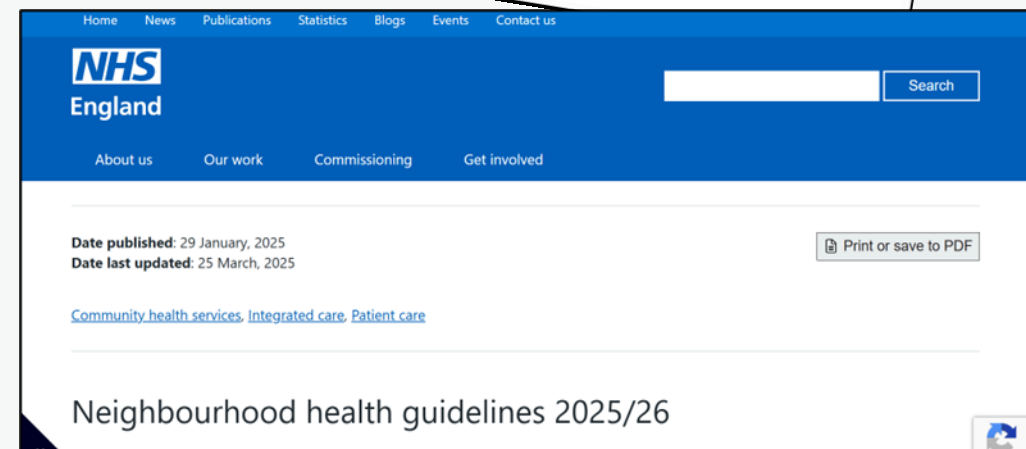 Home News Publications Statistics Blogs Events Contact us
NHS
England
Search
About us Our work Commissioning Get involved
Date published: 29 January, 2025
Print or save to PDF
Date last updated: 25 March, 2025
Community health services, Integrated care, Patient care
Neighbourhood health guidelines 2025/26